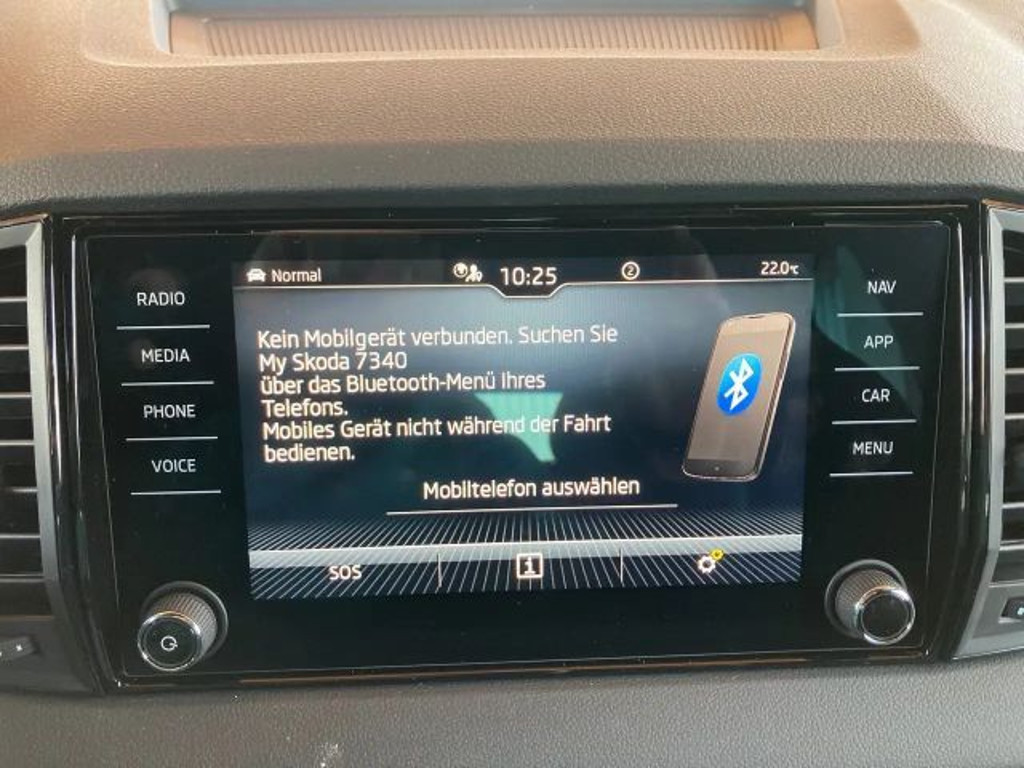 Normal
10:25
2
22.0°c
RADIO
MEDIA
PHONE
VOICE
Kein Mobilgerät verbunden. Suchen Sie
My Skoda 7340
über das Bluetooth-Menü Ihres
Telefons.
Mobiles Gerät nicht während der Fahrt
bedienen.
Mobiltelefon auswählen
SOS
i
NAV
APP
CAR
MENU